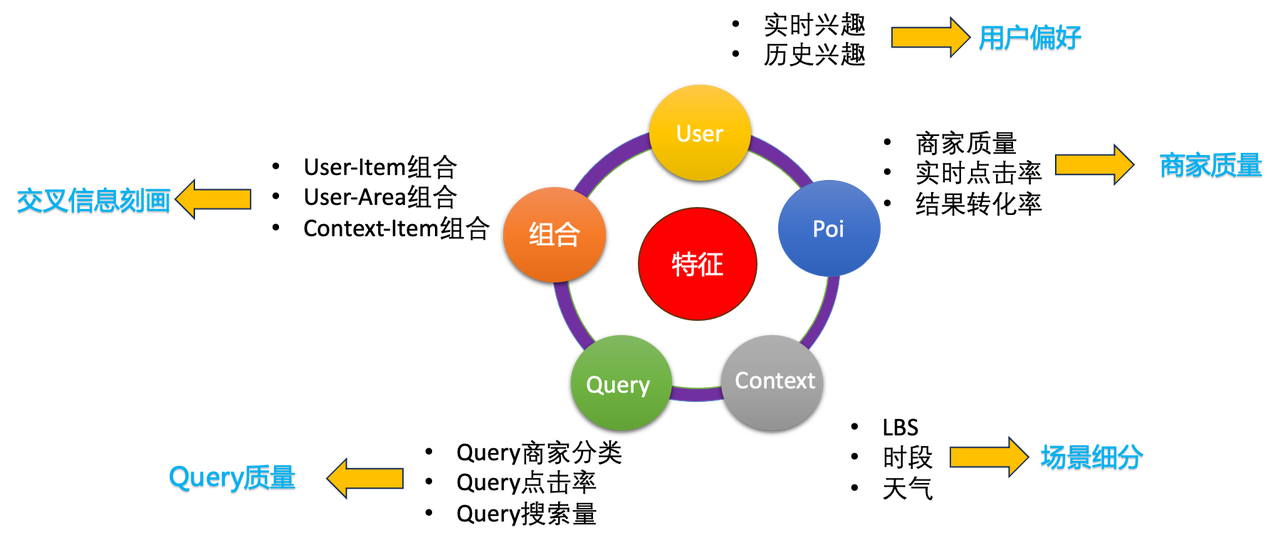 • 实时兴趣
• 历史兴趣
用户偏好
User
• 商家质量
• 实时点击率
• 结果转化率
商家质量
• User-Item组合
• User-Area组合
• Context-Item组合
交叉信息刻画
组合
Poi
特征
Query
Context
• LBS
• 时段
• 天气
场景细分
• Query商家分类
• Query点击率
• Query搜索量
Query质量